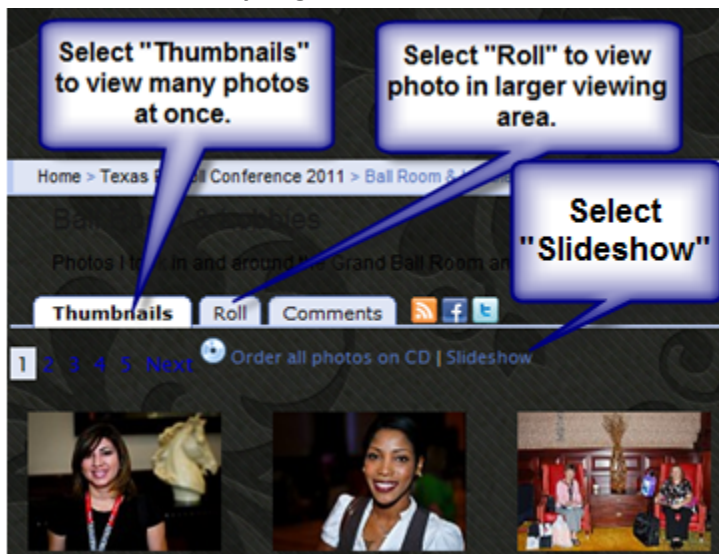 Select "Thumbnails"
to view many photos
at once.
Select "Roll" to view
photo in larger viewing
area.
Home > Texas Conference 2011 > Ball Room &
Select
"Slideshow"
Photos I in and around the Grand Ball Room
Thumbnails
Roll
Comments
1 2 3 4 5 Next
Order all photos on CD | Slideshow